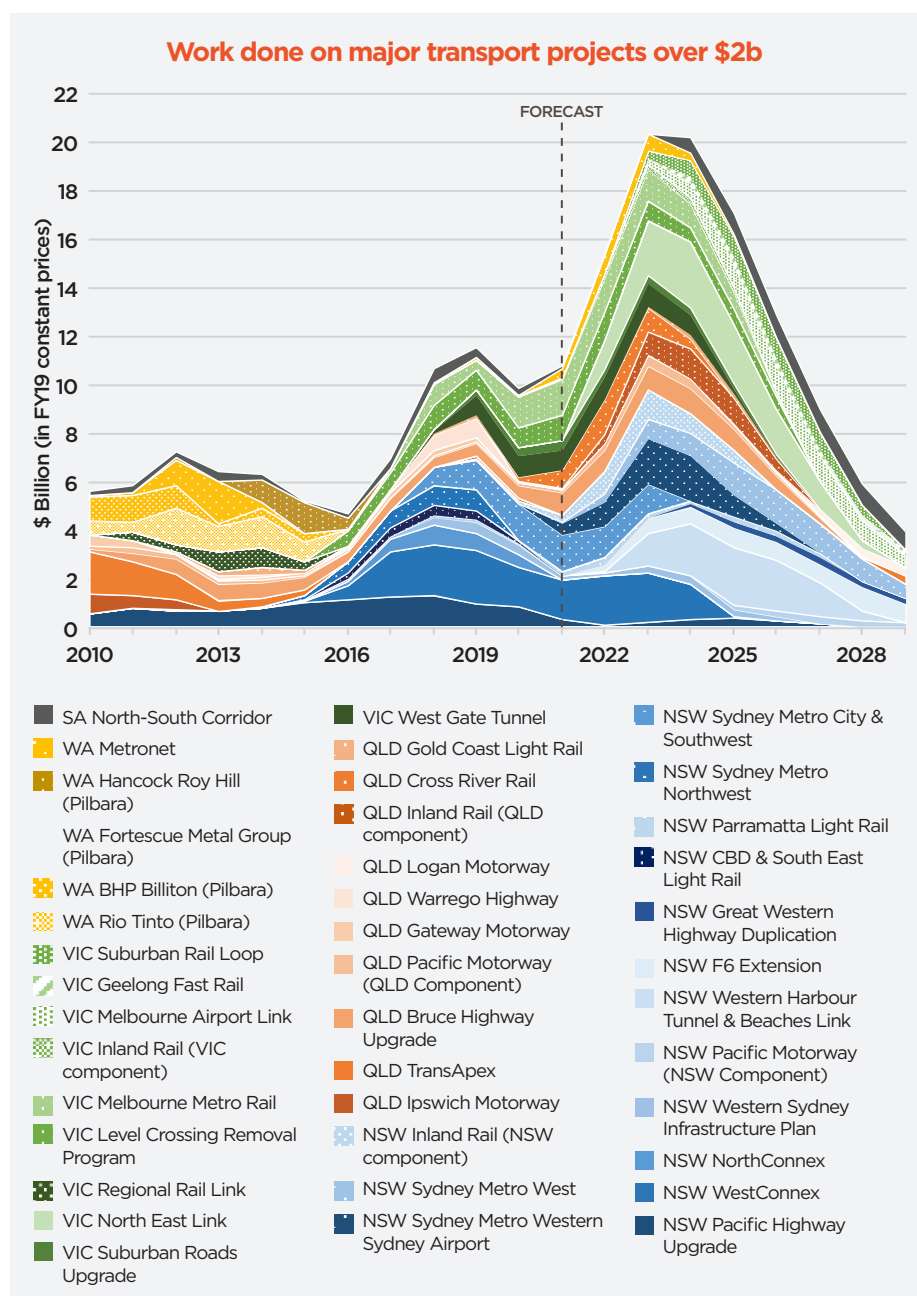 Work done on major transport projects over $2b
$ Billion (in FY19 constant prices)
22
20
18
16
14
12
10
8
6
4
2
0
FORECAST
2010
2013
2016
2019
2022
2025
2028
SA North-South Corridor
WA Metronet
WA Hancock Roy Hill
(Pilbara)
WA Fortescue Metal Group
(Pilbara)
WA BHP Billiton (Pilbara)
WA Rio Tinto (Pilbara)
VIC Suburban Rail Loop
VIC Geelong Fast Rail
VIC Melbourne Airport Link
VIC Inland Rail (VIC
component)
VIC Melbourne Metro Rail
VIC Level Crossing Removal
Program
VIC Regional Rail Link
VIC North East Link
VIC Suburban Roads
Upgrade
VIC West Gate Tunnel
QLD Gold Coast Light Rail
QLD Cross River Rail
QLD Inland Rail (QLD
component)
QLD Logan Motorway
QLD Warrego Highway
QLD Gateway Motorway
QLD Pacific Motorway
(QLD Component)
QLD Bruce Highway
Upgrade
QLD TransApex
QLD Ipswich Motorway
NSW Inland Rail (NSW
component)
NSW Sydney Metro West
NSW Sydney Metro Western
Sydney Airport
NSW Sydney Metro City &
Southwest
NSW Sydney Metro
Northwest
NSW Parramatta Light Rail
NSW CBD & South East
Light Rail
NSW Great Western
Highway Duplication
NSW F6 Extension
NSW Western Harbour
Tunnel & Beaches Link
NSW Pacific Motorway
(NSW Component)
NSW Western Sydney
Infrastructure Plan
NSW NorthConnex
NSW WestConnex
NSW Pacific Highway
Upgrade